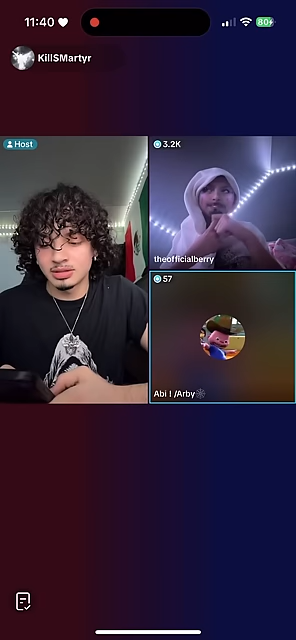 11:40
80
KillSMartyr
Host
3.2K
theofficialberry
57
Abi | /Arby🕸